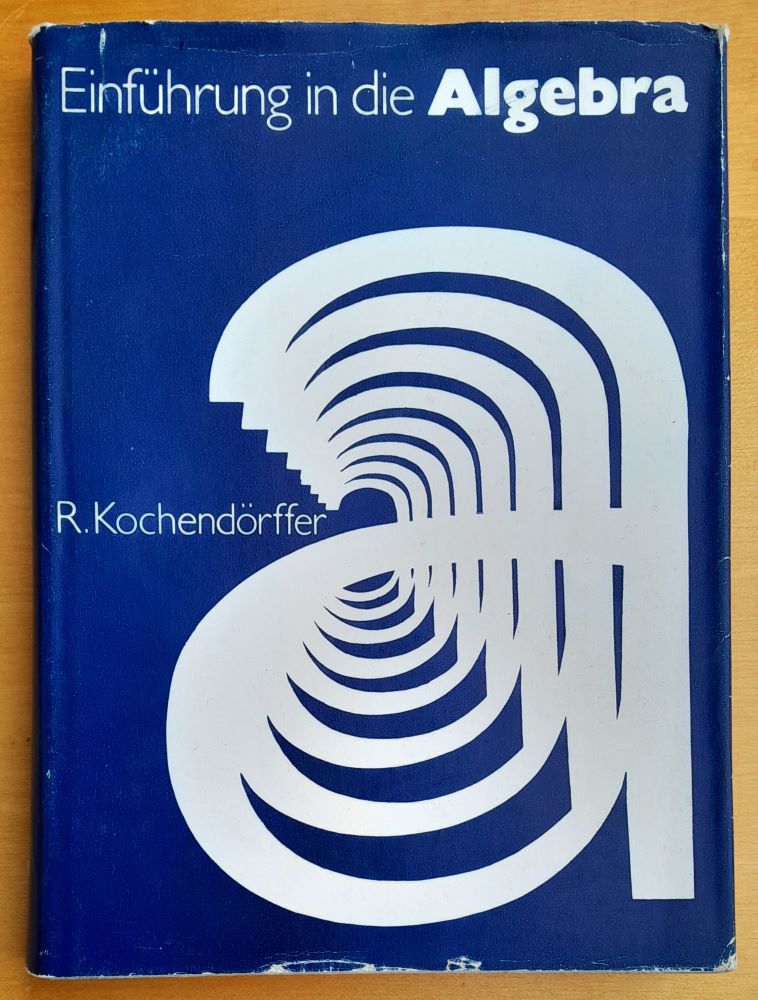 Einführung in die Algebra
R. Kochendörffer
a